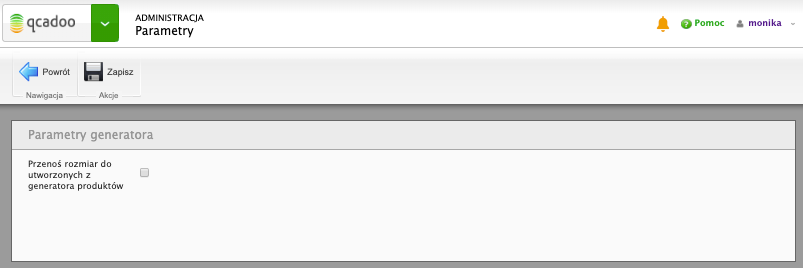 qcadoo
ADMINISTRACJA
Parametry
Pomoc
monika
Powrót
Zapisz
Nawigacja
Akcje
Parametry generatora
Przenoś rozmiar do
utworzonych z
generatora produktów